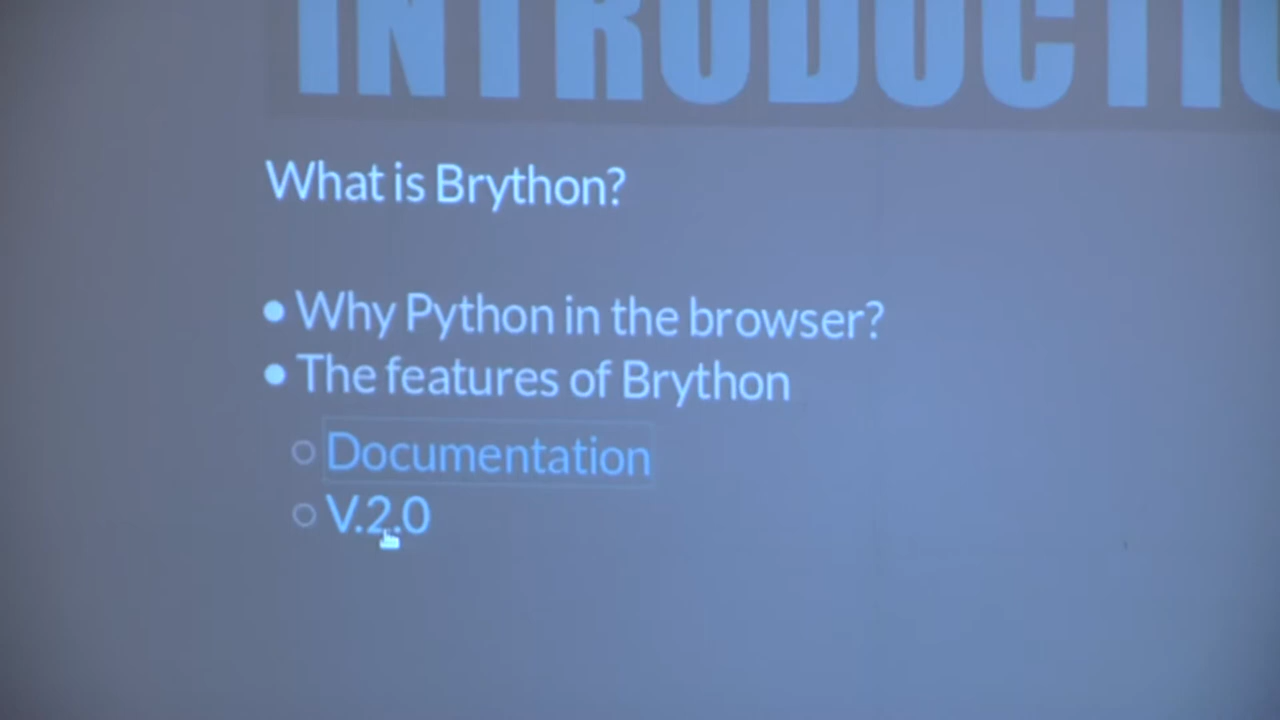 INTRODUCTIO
What is Brython?
• Why Python in the browser?
• The features of Brython
○ Documentation
○ V.2.0